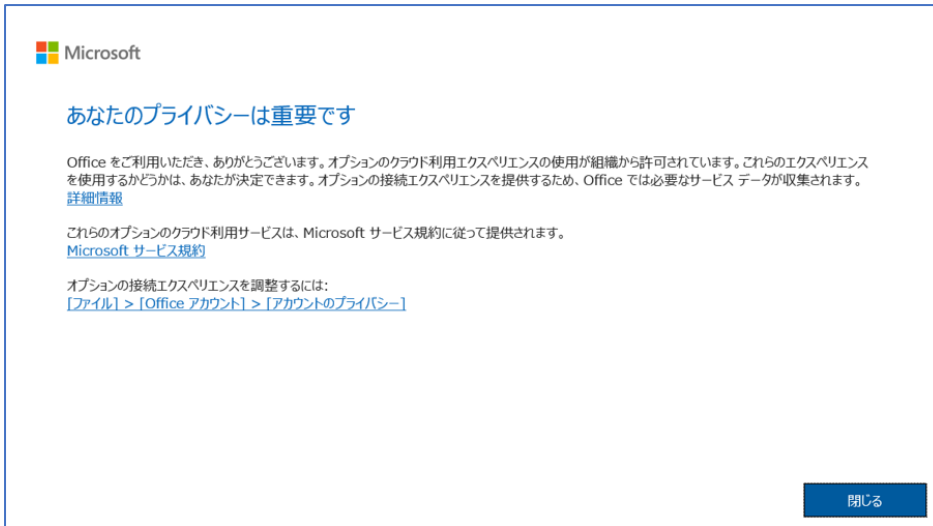 Microsoft
あなたのプライバシーは重要です
Office をご利用いただき、ありがとうございます。オプションのクラウド利用エクスペリエンスの使用が組織から許可されています。これらのエクスペリエンス
を使用するかどうかは、あなたが決定できます。オプションの接続エクスペリエンスを提供するため、Office では必要なサービス データが収集されます。
詳細情報
これらのオプションのクラウド利用サービスは、Microsoft サービス規約に従って提供されます。
Microsoft サービス規約
オプションの接続エクスペリエンスを調整するには:
[ファイル] > [Office アカウント] > [アカウントのプライバシー]
閉じる